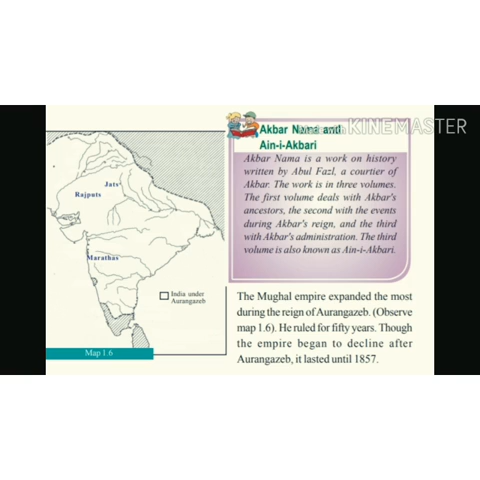 Akbar Nama and
Ain-i-Akbari
KINEMASTER
Akbar Nama is a work on history
written by Abul Fazl, a courtier of
Akbar. The work is in three volumes.
The first volume deals with Akbar's
ancestors, the second with the events
during Akbar's reign, and the third
with Akbar's administration. The third
volume is also known as Ain-i-Akbari.
Jats
Rajputs
Marathas
India under
Aurangazeb
Map 1.6
The Mughal empire expanded the most
during the reign of Aurangazeb. (Observe
map 1.6). He ruled for fifty years. Though
the empire began to decline after
Aurangazeb, it lasted until 1857.